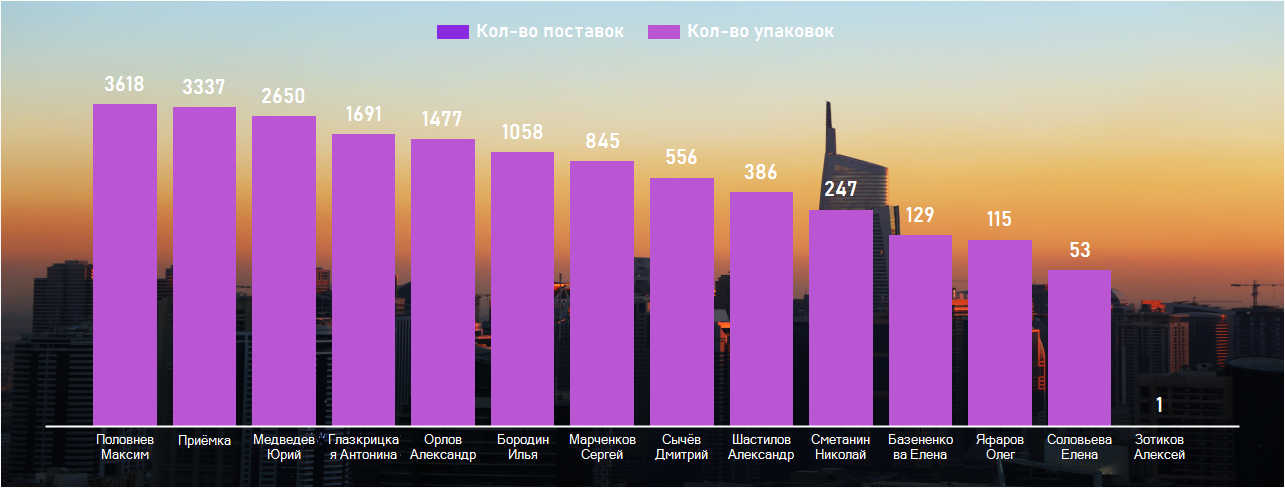 Кол-во поставок Кол-во упаковок
3618 3337 2650 1691 1477 1058 845 556 386 247 129 115 53 1
Половнев Приёмка Медведев Глазкрицка Орлов Бородин Марченков Сычёв Шастилов Сметанин Базененко Яфаров Соловьева Зотиков
Максим Юрий я Антонина Александр Илья Сергей Дмитрий Александр Николай ва Елена Олег Елена Алексей